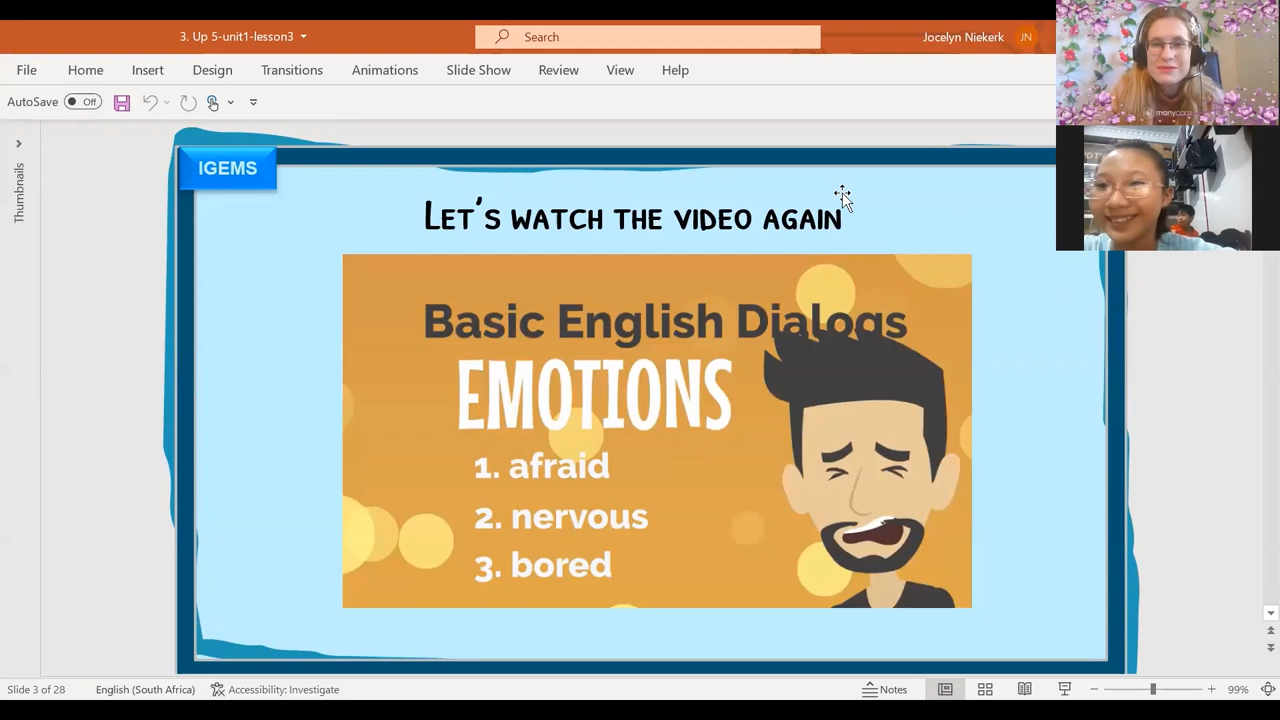 3. Up 5-unit1-lesson3
Search
Jocelyn Niekerk
JN
File
Home
Insert
Design
Transitions
Animations
Slide Show
Review
View
Help
AutoSave
Off
Thumbnails
IGEMS
LET'S WATCH THE VIDEO AGAIN
Basic English Dialogs
EMOTIONS
1. afraid
2. nervous
3. bored
manycam
Slide 3 of 28
English (South Africa)
Accessibility: Investigate
Notes
99%